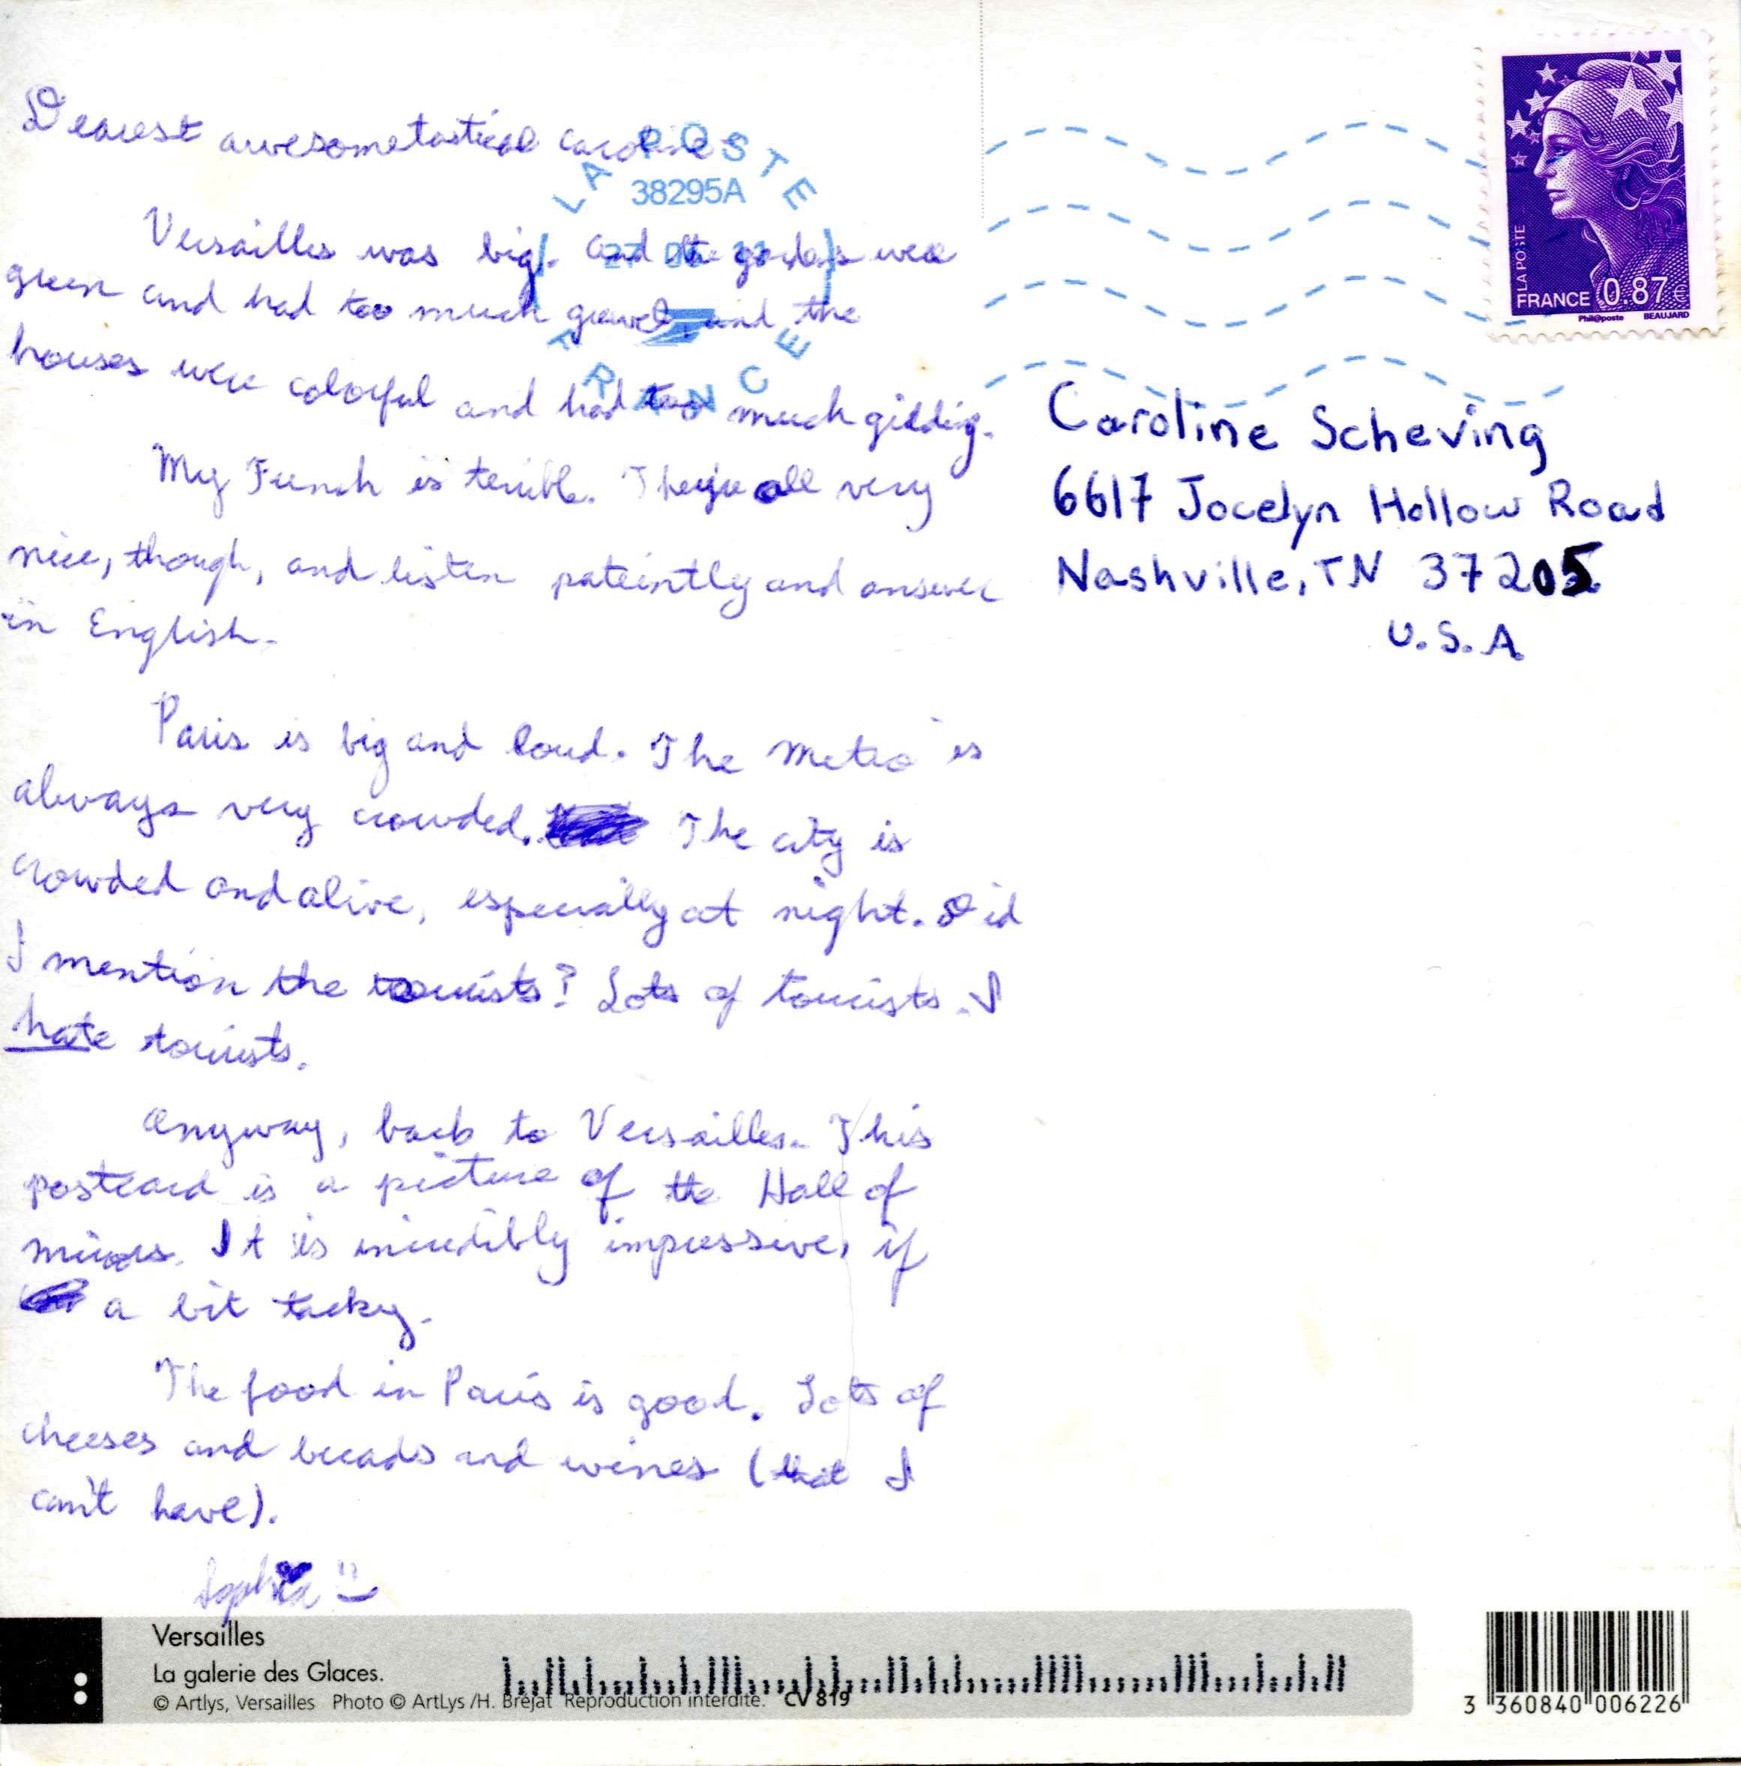 Dearest awesometastical Caroline
Versailles was big. And the gardens were
green and had too much gravel, and the
houses were colorful and had too much gilding.
My French is terrible. They're all very
nice, though, and listen pateintly and answer
in English.
Paris is big and loud. The Metro is
always very crowded. The city is
crowded and alive, especially at night. Did
I mention the tourists? Lots of tourists. I
hate tourists.
Anyway, back to Versailles. This
postcard is a picture of the Hall of
mirrors. It is incredibly impressive, if
a bit tacky.
The food in Paris is good. Lots of
cheeses and breads and wines (that I
can't have).
Sophia
LA POSTE
38295A
FRANCE
LA POSTE
FRANCE 0.87€
Phil@poste BEAUJARD
Caroline Scheving
6617 Jocelyn Hollow Road
Nashville, TN 37205
U.S.A
Versailles
La galerie des Glaces.
© Artlys, Versailles Photo © ArtLys /H. Bréjat Reproduction interdite. CV 819
3 360840 006226